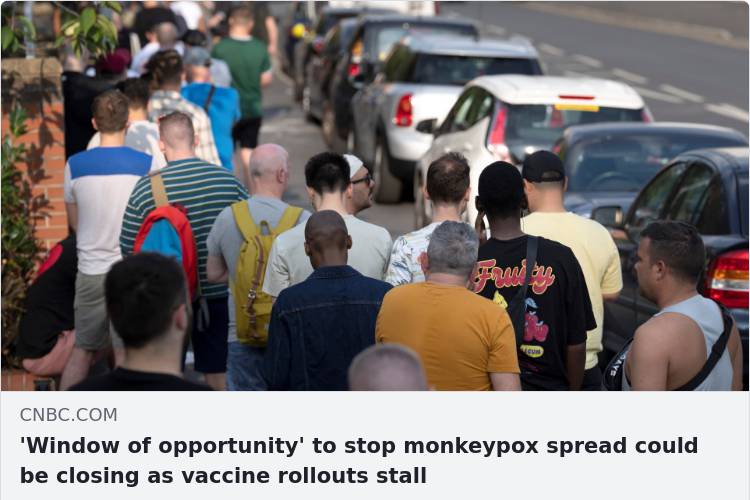 Fruity
CNBC.COM
'Window of opportunity' to stop monkeypox spread could
be closing as vaccine rollouts stall